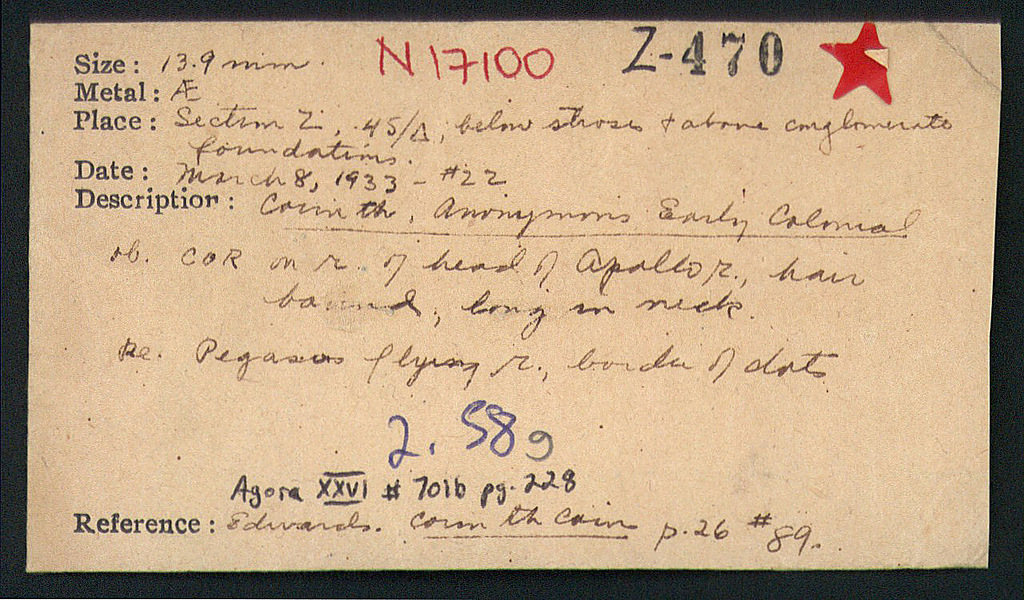 N 17100 Z-470
Size: 13.9 mm.
Metal: Æ
Place: Section Z, 45/Δ, below stroses & above conglomerate
foundations.
Date: March 8, 1933 - #22
Description: Corinth, Anonymous Early Colonial
ob. COR on r. of head of Apollo r., hair
bound, long in neck.
Re. Pegasus flying r., border of dots
2.58g
Agora XXVI # 701b pg. 228
Reference: Edwards. Corinth Coins p. 26 #89.